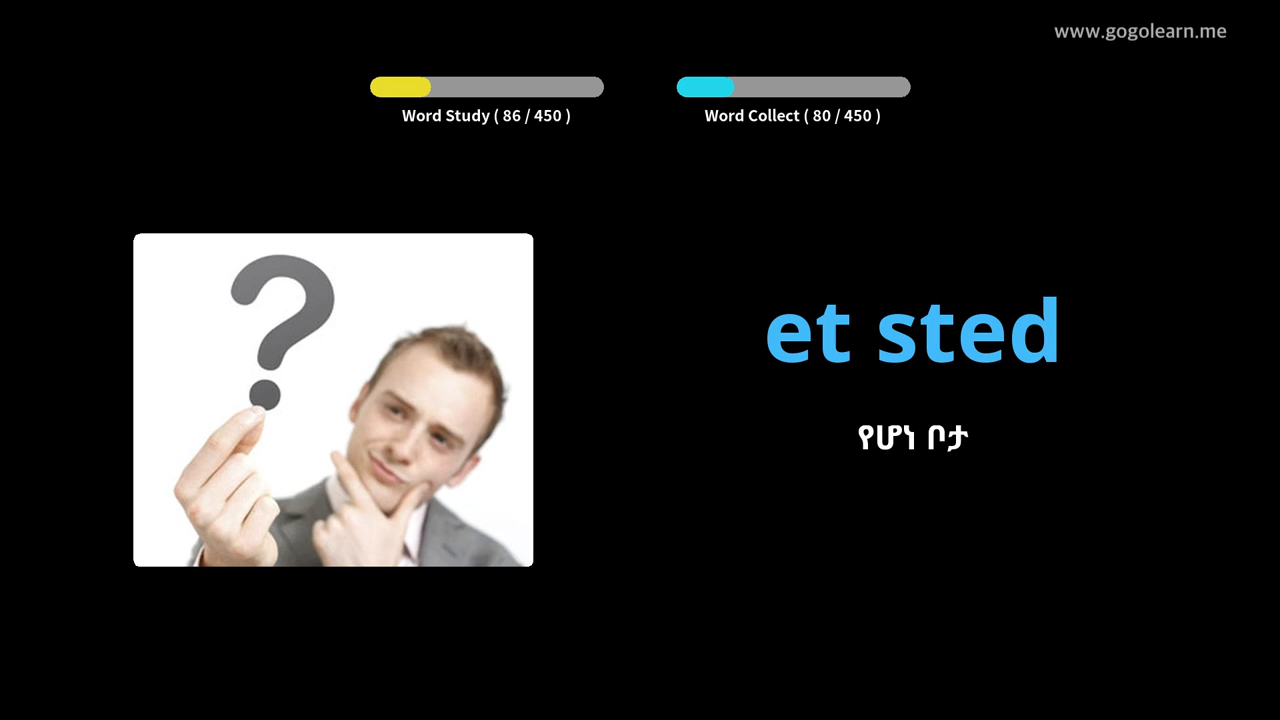 www.gogolearn.me
Word Study ( 86 / 450 )
Word Collect ( 80 / 450 )
?
et sted
የሆነ ቦታ